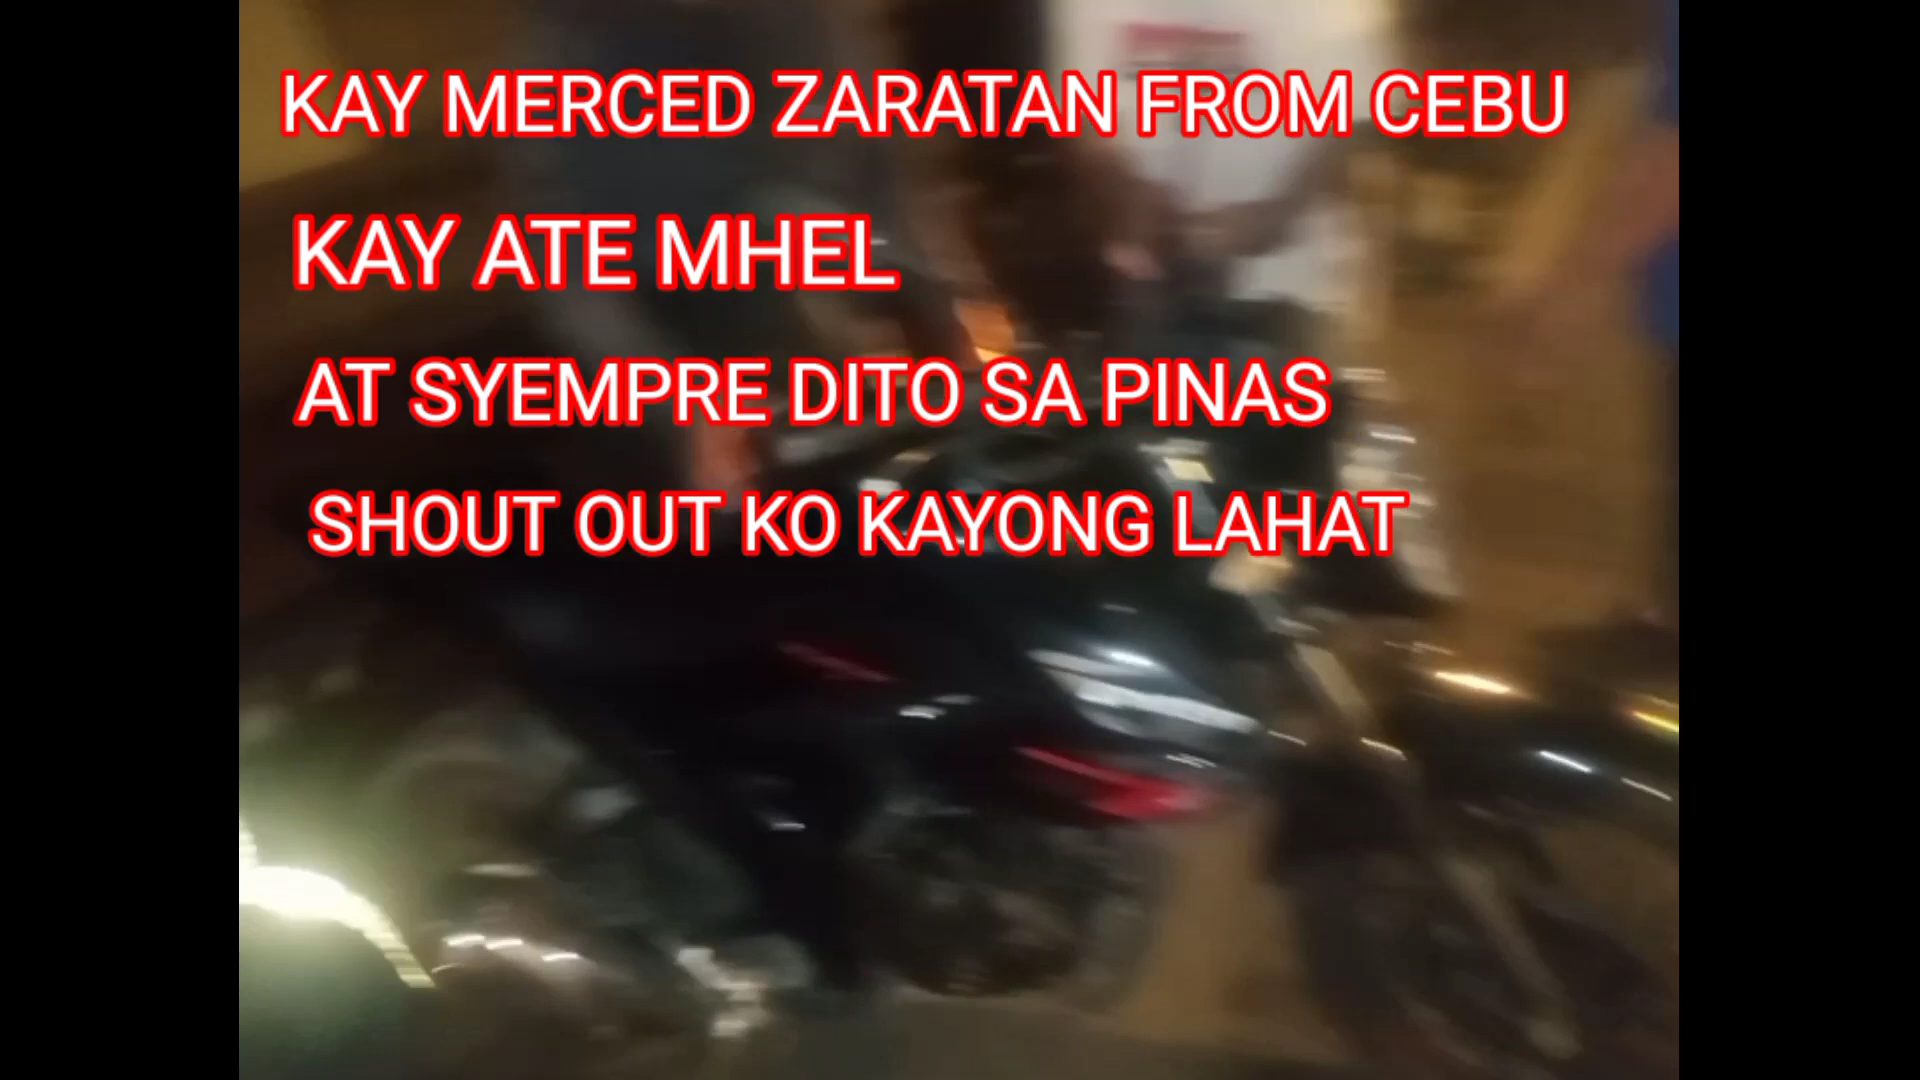 KAY MERCED ZARATAN FROM CEBU
KAY ATE MHEL
AT SYEMPRE DITO SA PINAS
SHOUT OUT KO KAYONG LAHAT